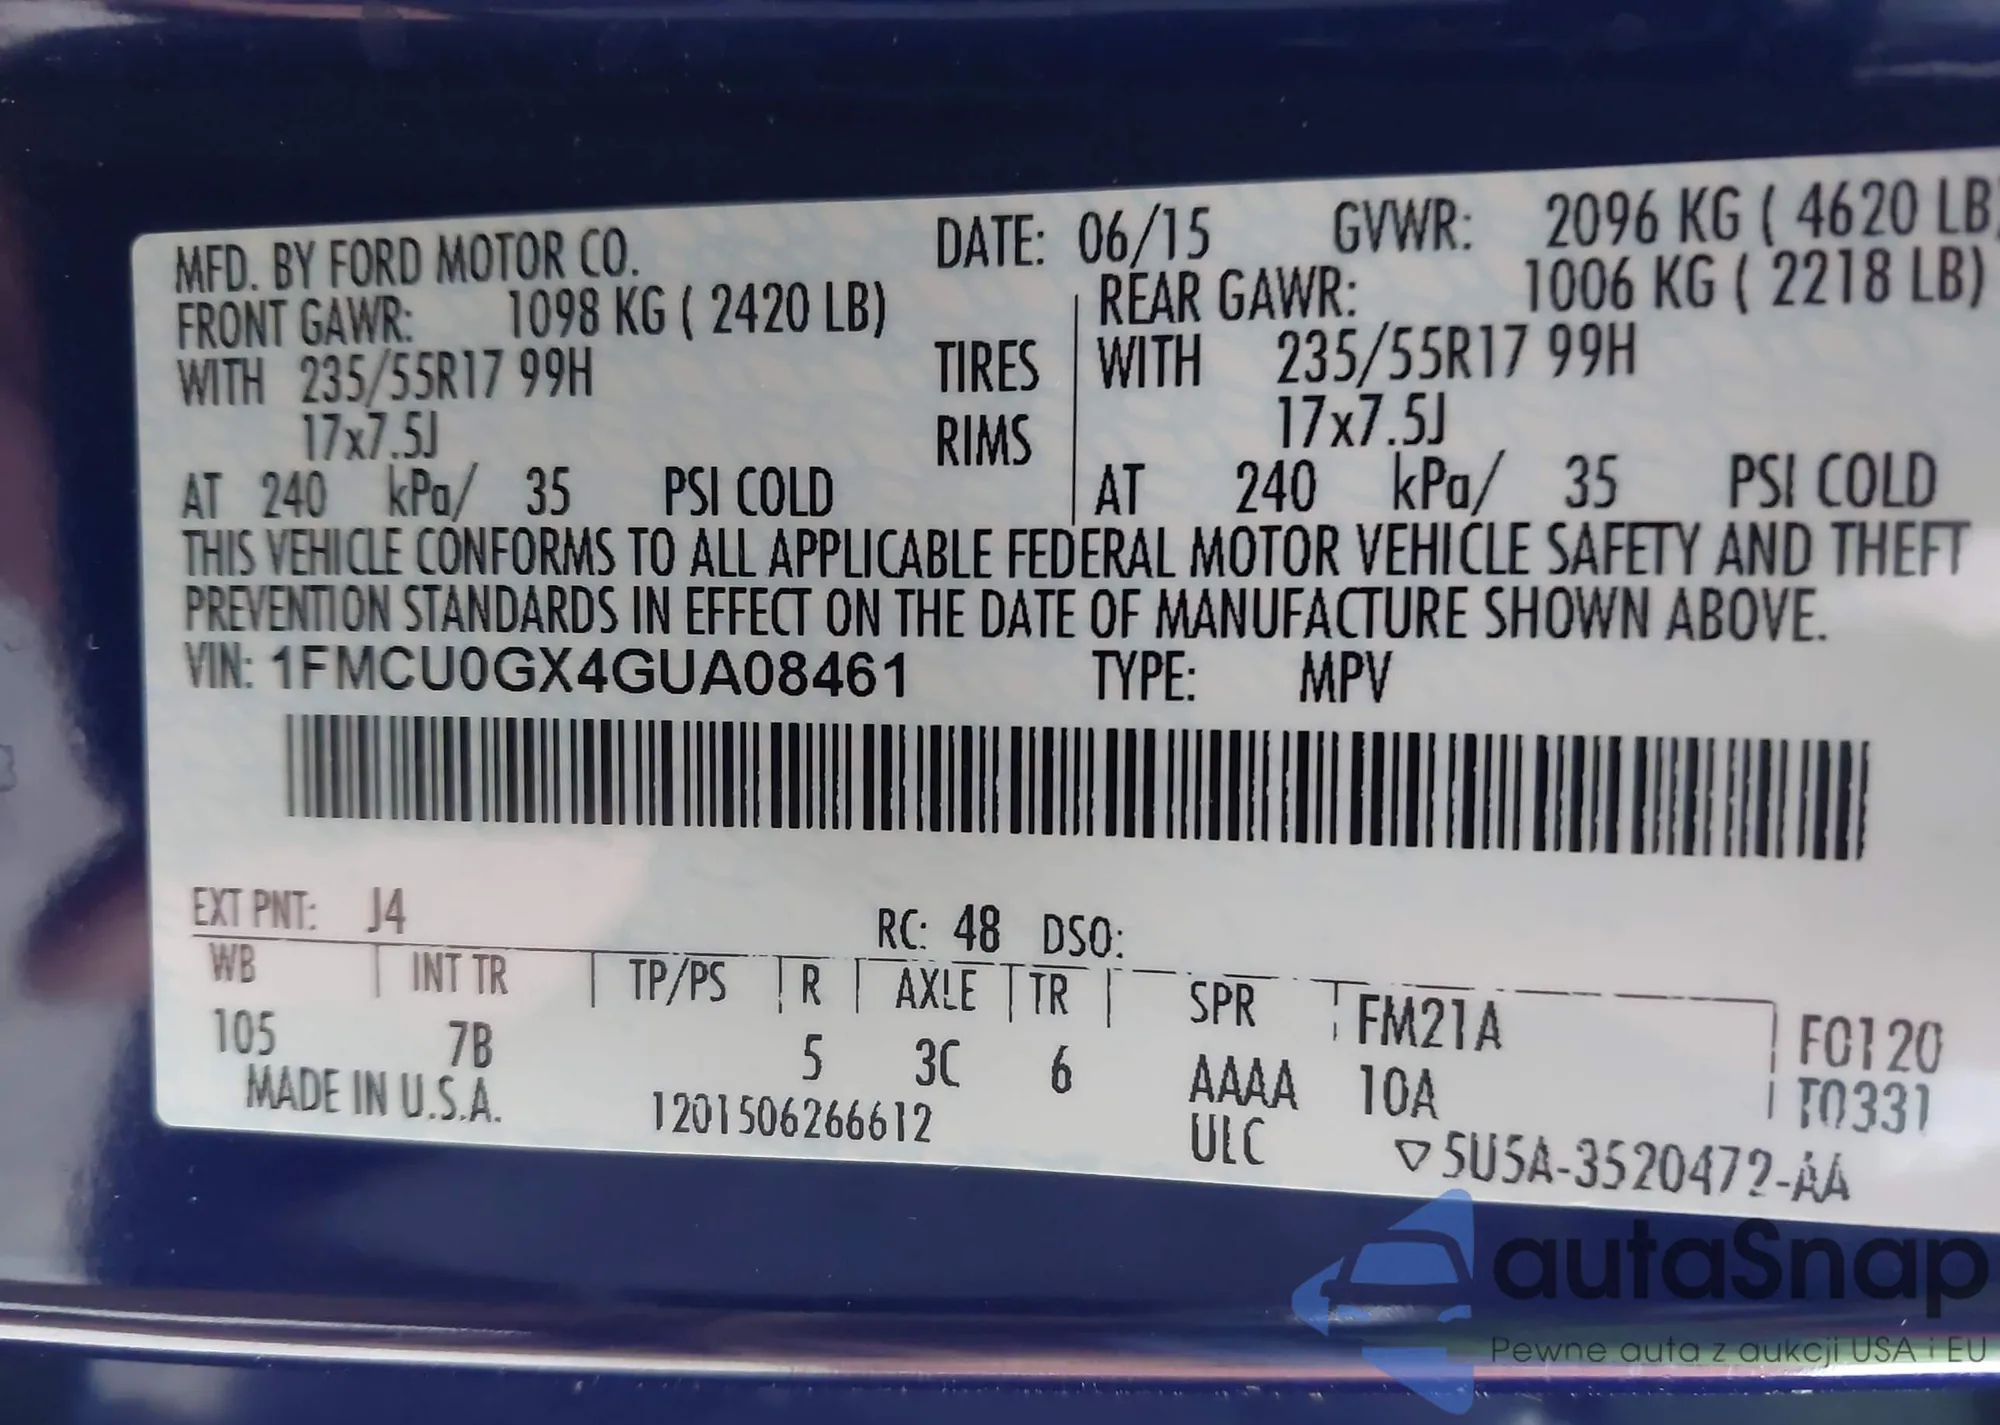 MFD. BY FORD MOTOR CO. DATE: 06/15 GVWR: 2096 KG ( 4620 LB)
FRONT GAWR: 1098 KG ( 2420 LB) REAR GAWR: 1006 KG ( 2218 LB)
WITH 235/55R17 99H TIRES WITH 235/55R17 99H
17x7.5J RIMS 17x7.5J
AT 240 kPa/ 35 PSI COLD AT 240 kPa/ 35 PSI COLD
THIS VEHICLE CONFORMS TO ALL APPLICABLE FEDERAL MOTOR VEHICLE SAFETY AND THEFT
PREVENTION STANDARDS IN EFFECT ON THE DATE OF MANUFACTURE SHOWN ABOVE.
VIN: 1FMCU0GX4GUA08461 TYPE: MPV
EXT PNT: J4 RC: 48 DSO:
WB INT TR TP/PS R AXLE TR SPR FM21A F0120
105 7B 5 3C 6 AAAA 10A T0331
MADE IN U.S.A. 1201506266612 ULC ▽5U5A-3520472-AA
autaSnap
Pewne auta z aukcji USA i EU